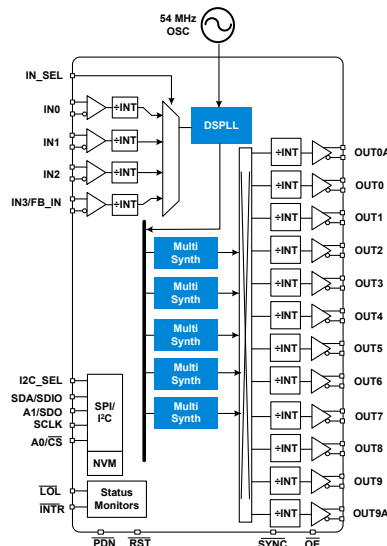 54 MHz
OSC
IN_SEL
IN0
÷INT
IN1
÷INT
IN2
÷INT
IN3/FB_IN
÷INT
DSPLL
Multi
Synth
Multi
Synth
Multi
Synth
Multi
Synth
Multi
Synth
÷INT
OUT0A
÷INT
OUT0
÷INT
OUT1
÷INT
OUT2
÷INT
OUT3
÷INT
OUT4
÷INT
OUT5
÷INT
OUT6
÷INT
OUT7
÷INT
OUT8
÷INT
OUT9
÷INT
OUT9A
I2C_SEL
SDA/SDIO
A1/SDO
SCLK
A0/CS
SPI/
I²C
NVM
LOL
INTR
Status
Monitors
PDN
RST
SYNC
OE